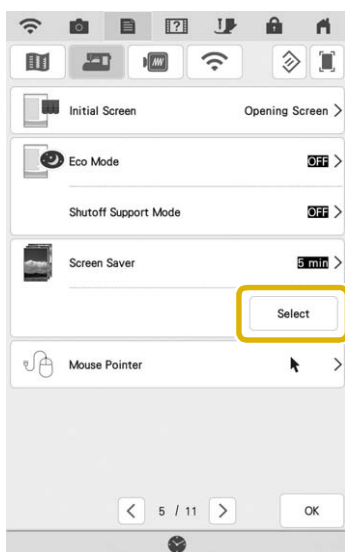 Initial Screen Opening Screen >
Eco Mode OFF >
Shutoff Support Mode OFF >
Screen Saver 5 min >
Select
Mouse Pointer >
< 5 / 11 > OK